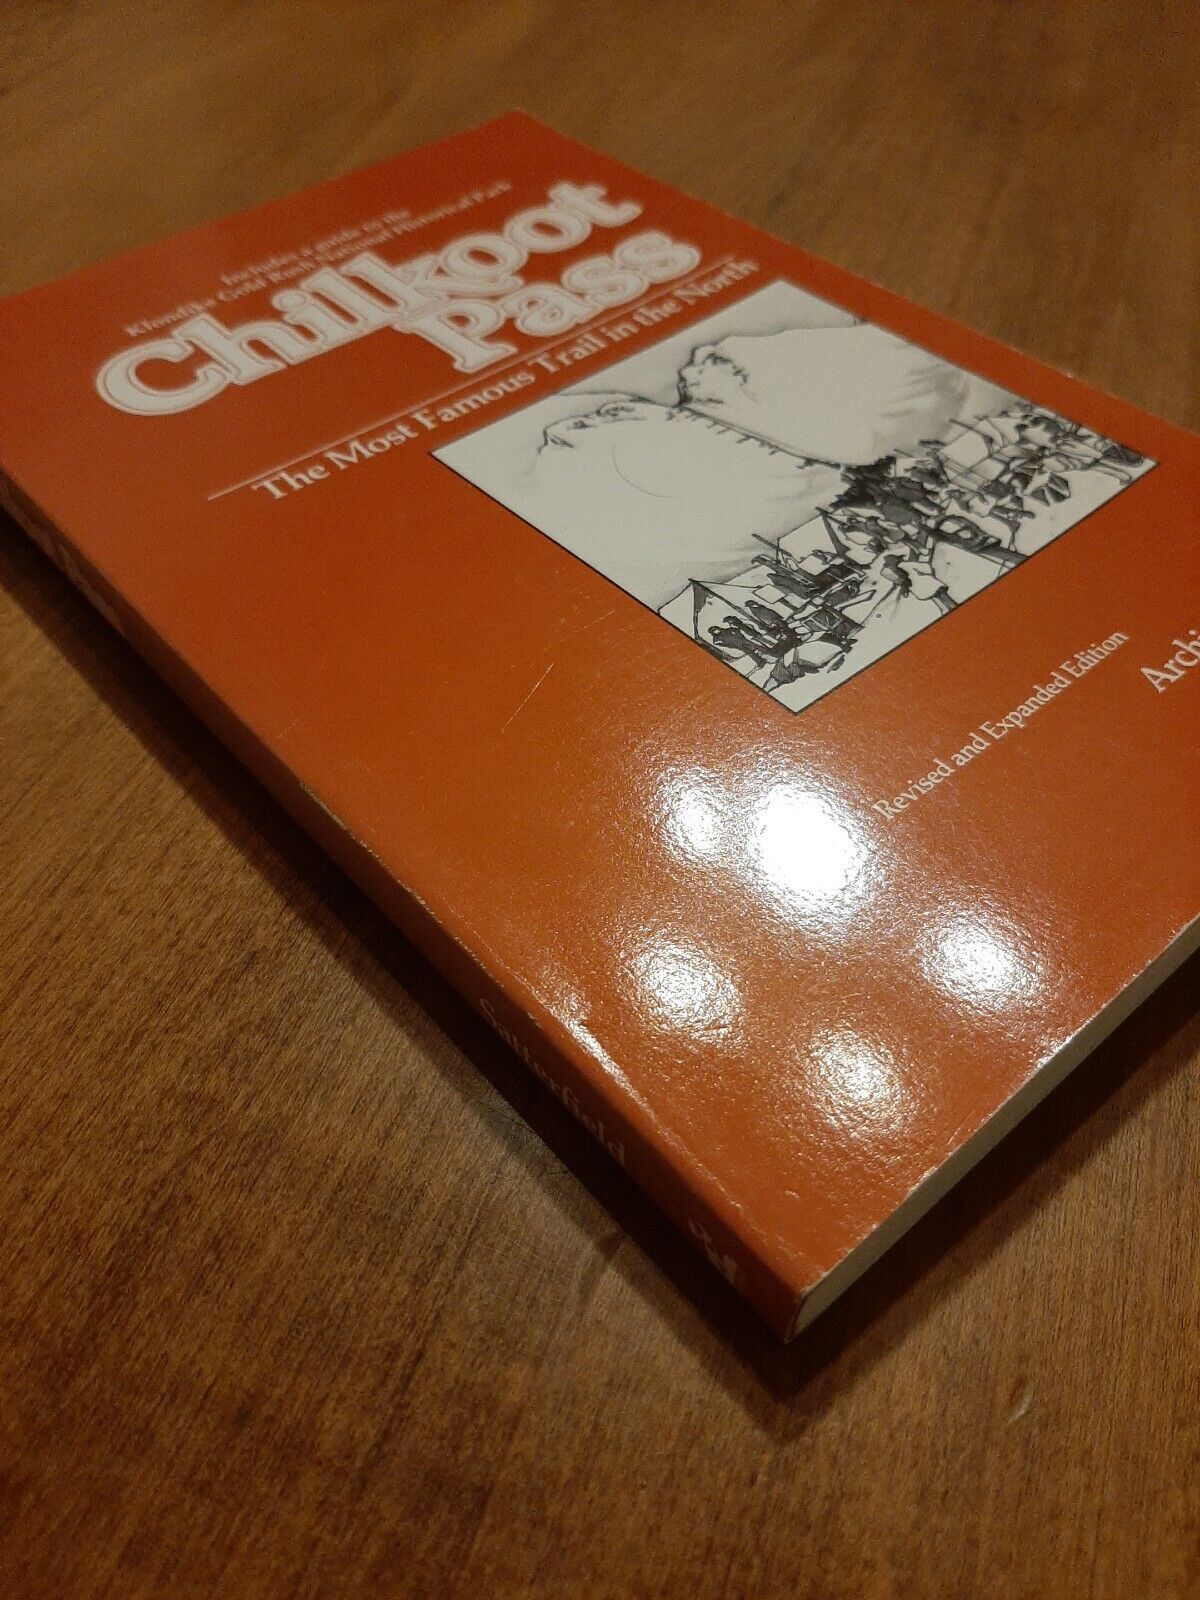 Includes a guide to the
Klondike Gold Rush National Historical Park
Chilkoot
Pass
The Most Famous Trail in the North
Revised and Expanded Edition
Archi
Satterfield